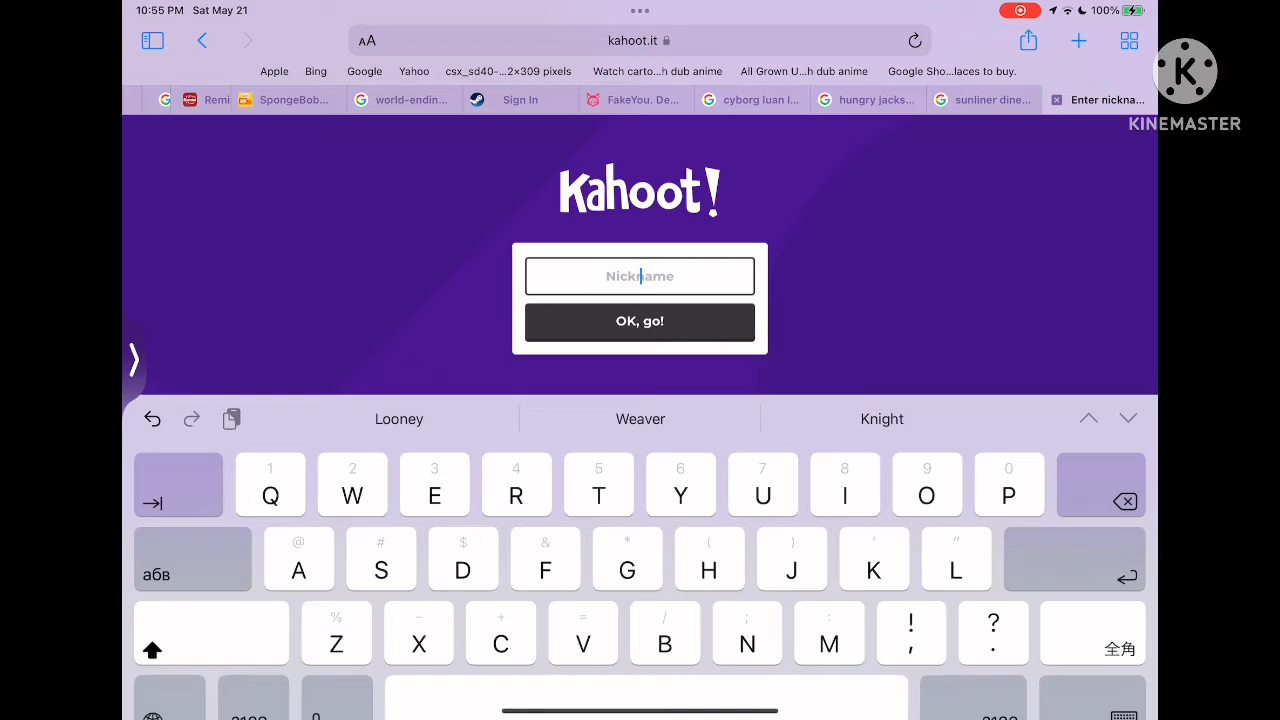 10:55 PM Sat May 21
100%
AA
kahoot.it
Apple Bing Google Yahoo csx_sd40-...2×309 pixels Watch carto...h dub anime All Grown U...h dub anime Google Sho...laces to buy.
Remi SpongeBob... world-endin... Sign In FakeYou. De... cyborg luan l... hungry jacks... sunliner dine... Enter nickna...
K
KINEMASTER
Kahoot!
Nickname
OK, go!
Looney Weaver Knight
1 2 3 4 5 6 7 8 9 0
Q W E R T Y U I O P
@ # $ & * ( ) ' "
абв A S D F G H J K L
% - + = / ; : ! ?
Z X C V B N M , . 全角